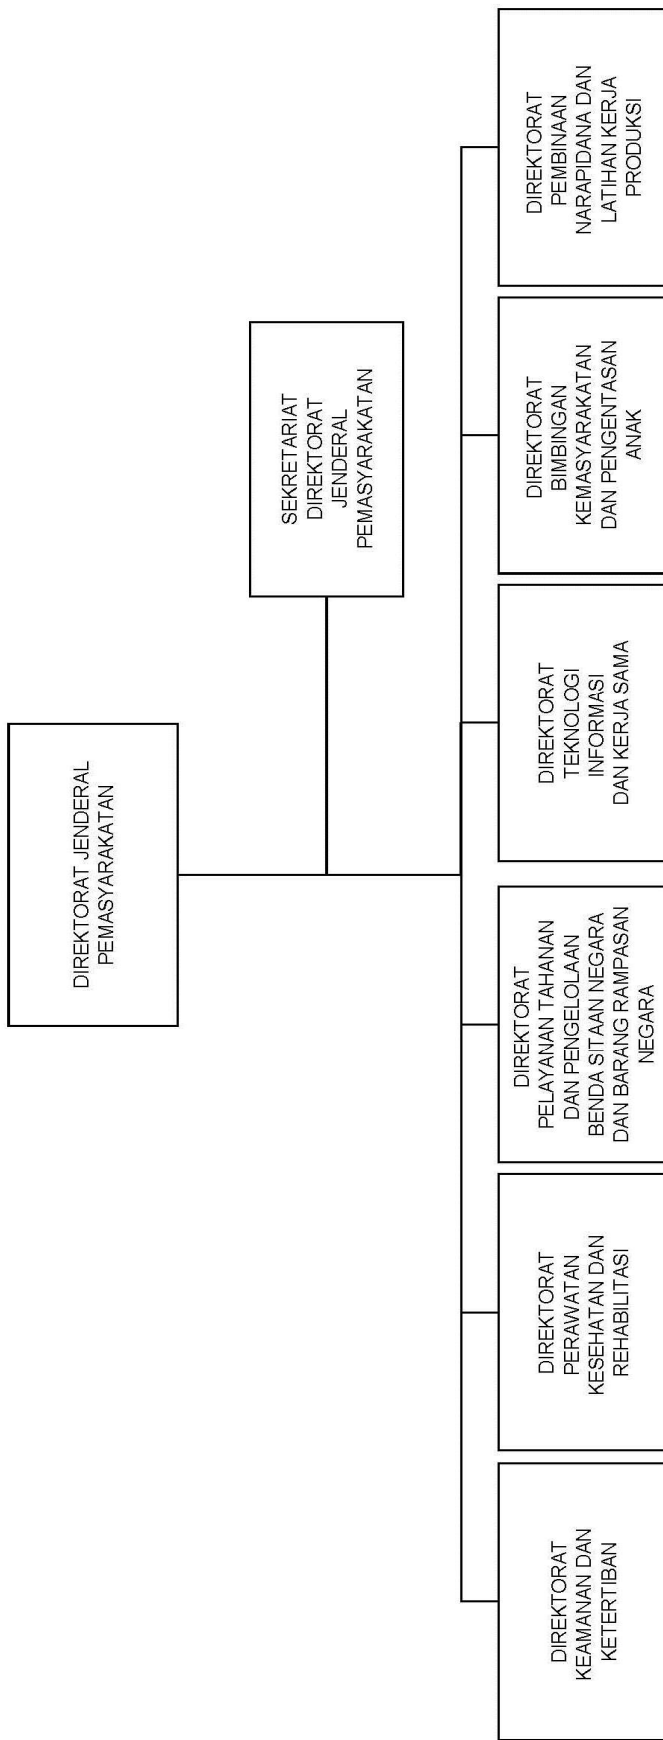 DIREKTORAT JENDERAL
PEMASYARAKATAN
SEKRETARIAT
DIREKTORAT
JENDERAL
PEMASYARAKATAN
DIREKTORAT
KEAMANAN DAN
KETERTIBAN
DIREKTORAT
PERAWATAN
KESEHATAN DAN
REHABILITASI
DIREKTORAT
PELAYANAN TAHANAN
DAN PENGELOLAAN
BENDA SITAAN NEGARA
DAN BARANG RAMPASAN
NEGARA
DIREKTORAT
TEKNOLOGI
INFORMASI
DAN KERJA SAMA
DIREKTORAT
BIMBINGAN
KEMASYARAKATAN
DAN PENGENTASAN
ANAK
DIREKTORAT
PEMBINAAN
NARAPIDANA DAN
LATIHAN KERJA
PRODUKSI